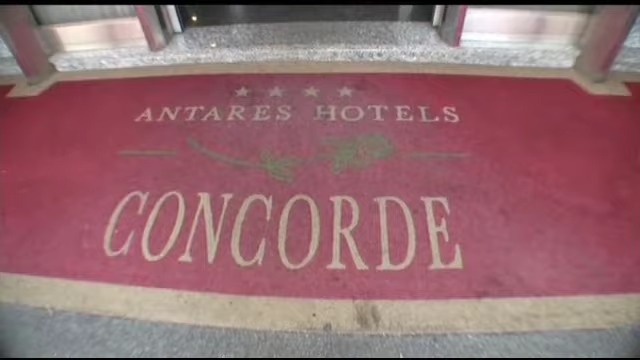 ★ ★ ★ ★
ANTARES HOTELS
CONCORDE